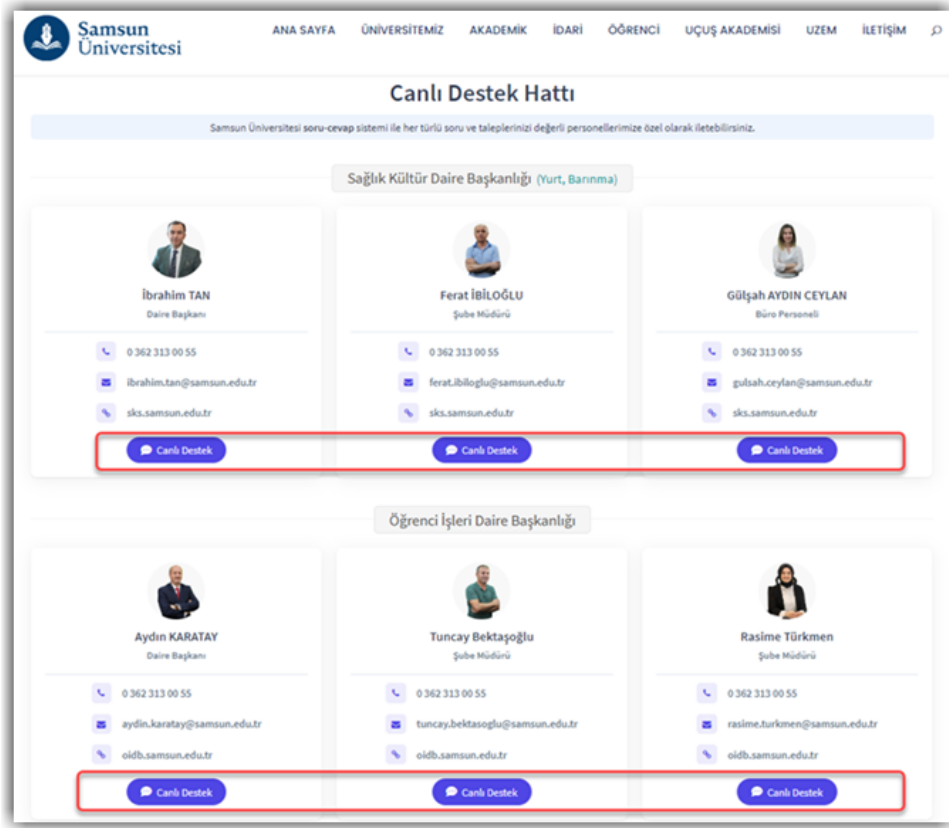 Samsun
Üniversitesi
ANA SAYFA ÜNİVERSİTEMİZ AKADEMİK İDARİ ÖĞRENCİ UÇUŞ AKADEMİSİ UZEM İLETİŞİM
Canlı Destek Hattı
Samsun Üniversitesi soru-cevap sistemi ile her türlü soru ve taleplerinizi değerli personellerimize özel olarak iletebilirsiniz.
Sağlık Kültür Daire Başkanlığı (Yurt, Barınma)
İbrahim TAN
Daire Başkanı
0 362 313 00 55
ibrahim.tan@samsun.edu.tr
sks.samsun.edu.tr
Canlı Destek
Ferat İBİLOĞLU
Şube Müdürü
0 362 313 00 55
ferat.ibiloglu@samsun.edu.tr
sks.samsun.edu.tr
Canlı Destek
Gülşah AYDIN CEYLAN
Büro Personeli
0 362 313 00 55
gulsah.ceylan@samsun.edu.tr
sks.samsun.edu.tr
Canlı Destek
Öğrenci İşleri Daire Başkanlığı
Aydın KARATAY
Daire Başkanı
0 362 313 00 55
aydin.karatay@samsun.edu.tr
oidb.samsun.edu.tr
Canlı Destek
Tuncay Bektaşoğlu
Şube Müdürü
0 362 313 00 55
tuncay.bektasoglu@samsun.edu.tr
oidb.samsun.edu.tr
Canlı Destek
Rasime Türkmen
Şube Müdürü
0 362 313 00 55
rasime.turkmen@samsun.edu.tr
oidb.samsun.edu.tr
Canlı Destek